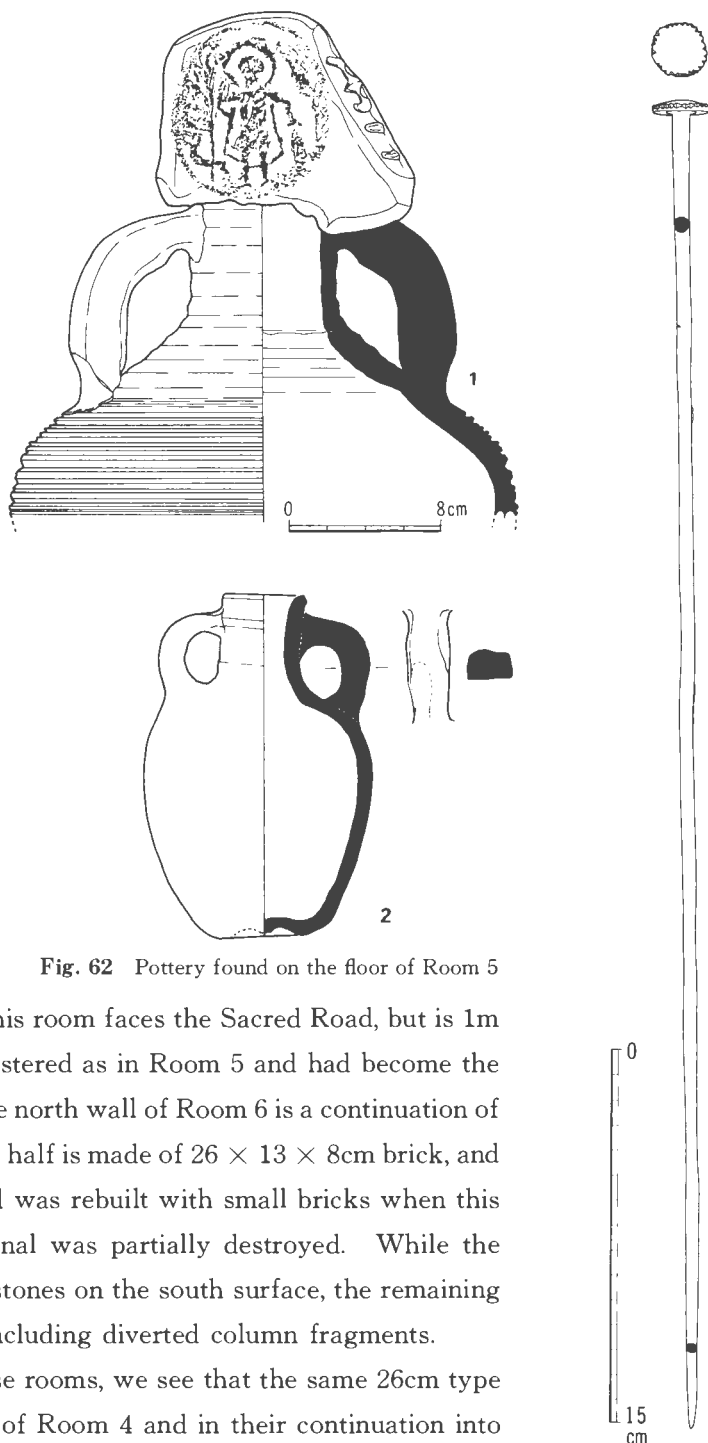 1
0 8cm
2
Fig. 62 Pottery found on the floor of Room 5
his room faces the Sacred Road, but is 1m
stered as in Room 5 and had become the
e north wall of Room 6 is a continuation of
half is made of 26 × 13 × 8cm brick, and
was rebuilt with small bricks when this
nal was partially destroyed. While the
stones on the south surface, the remaining
cluding diverted column fragments.
se rooms, we see that the same 26cm type
of Room 4 and in their continuation into
0
15
cm